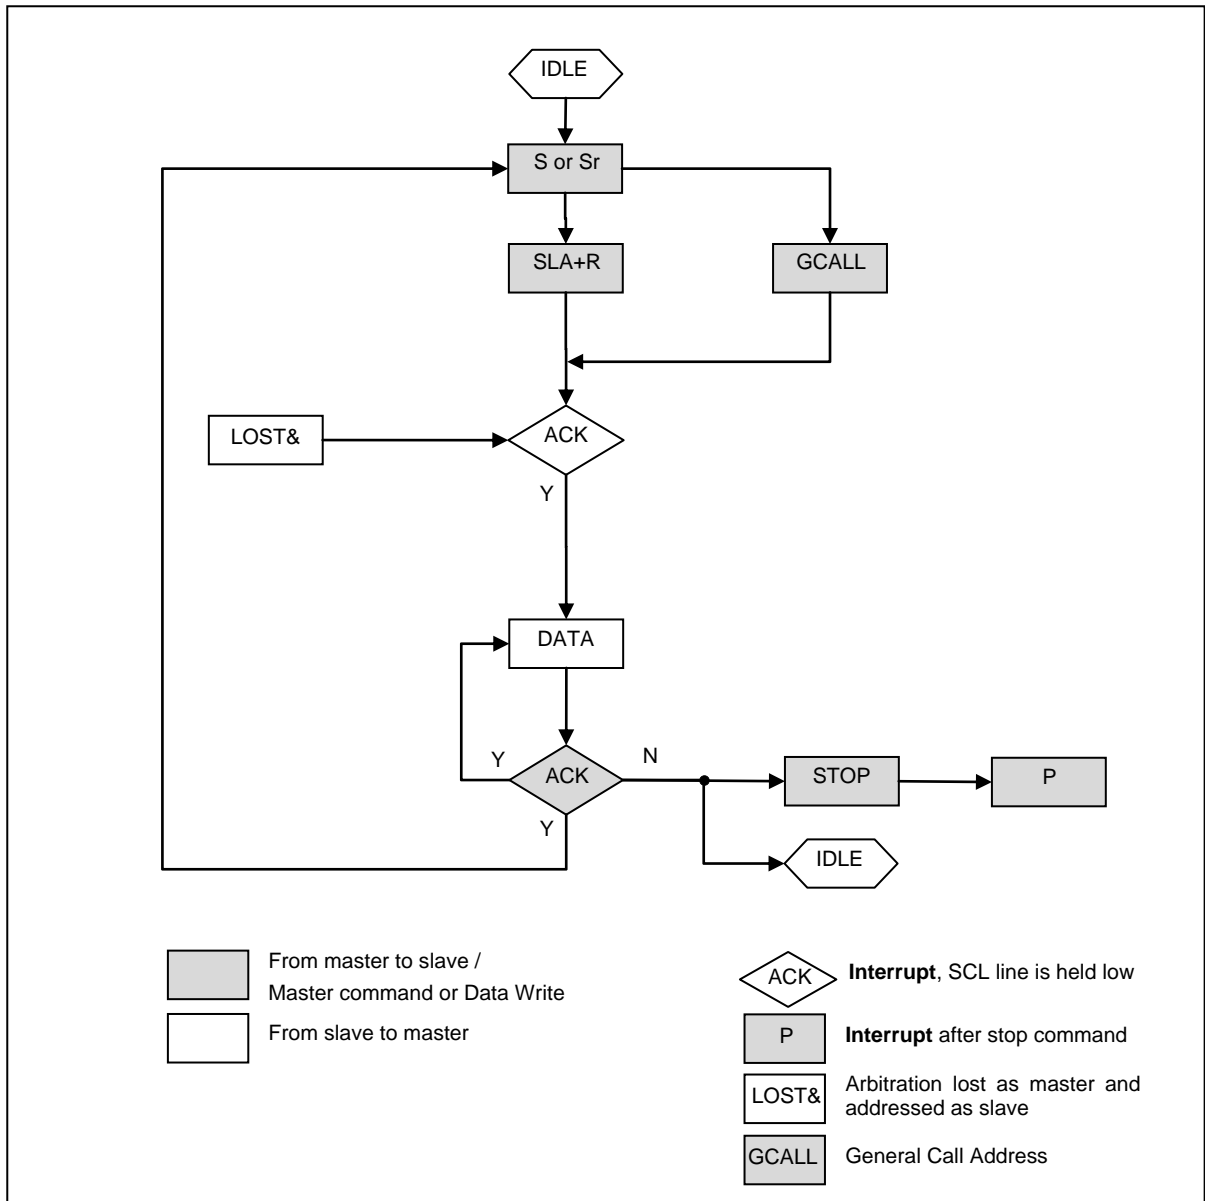 IDLE
S or Sr
SLA+R
GCALL
LOST&
ACK
Y
DATA
Y
ACK
N
STOP
P
Y
IDLE
From master to slave /
Master command or Data Write
From slave to master
ACK
Interrupt, SCL line is held low
P
Interrupt after stop command
LOST&
Arbitration lost as master and
addressed as slave
GCALL
General Call Address